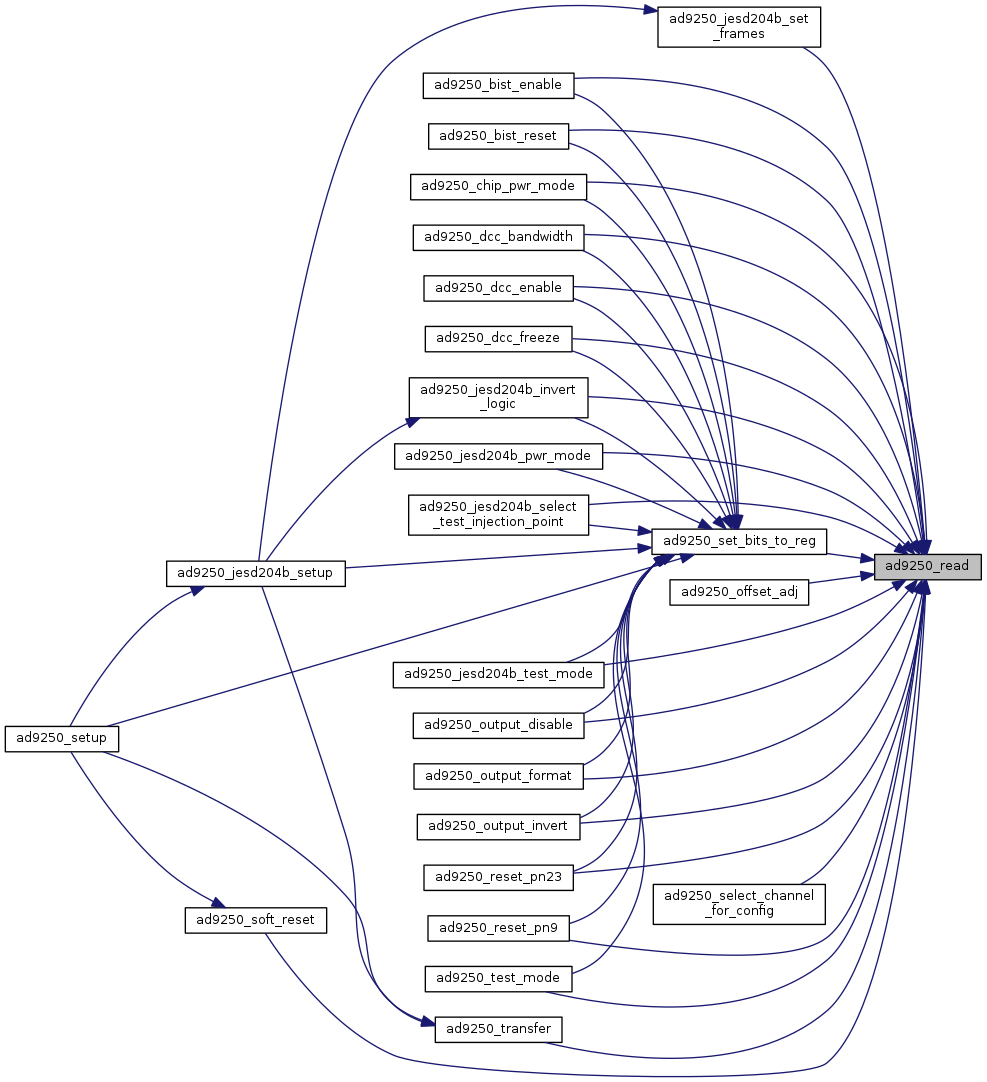 ad9250_jesd204b_set
_frames
ad9250_bist_enable
ad9250_bist_reset
ad9250_chip_pwr_mode
ad9250_dcc_bandwidth
ad9250_dcc_enable
ad9250_dcc_freeze
ad9250_jesd204b_invert
_logic
ad9250_jesd204b_pwr_mode
ad9250_jesd204b_select
_test_injection_point
ad9250_set_bits_to_reg
ad9250_read
ad9250_jesd204b_setup
ad9250_offset_adj
ad9250_jesd204b_test_mode
ad9250_output_disable
ad9250_setup
ad9250_output_format
ad9250_output_invert
ad9250_reset_pn23
ad9250_select_channel
_for_config
ad9250_soft_reset
ad9250_reset_pn9
ad9250_test_mode
ad9250_transfer